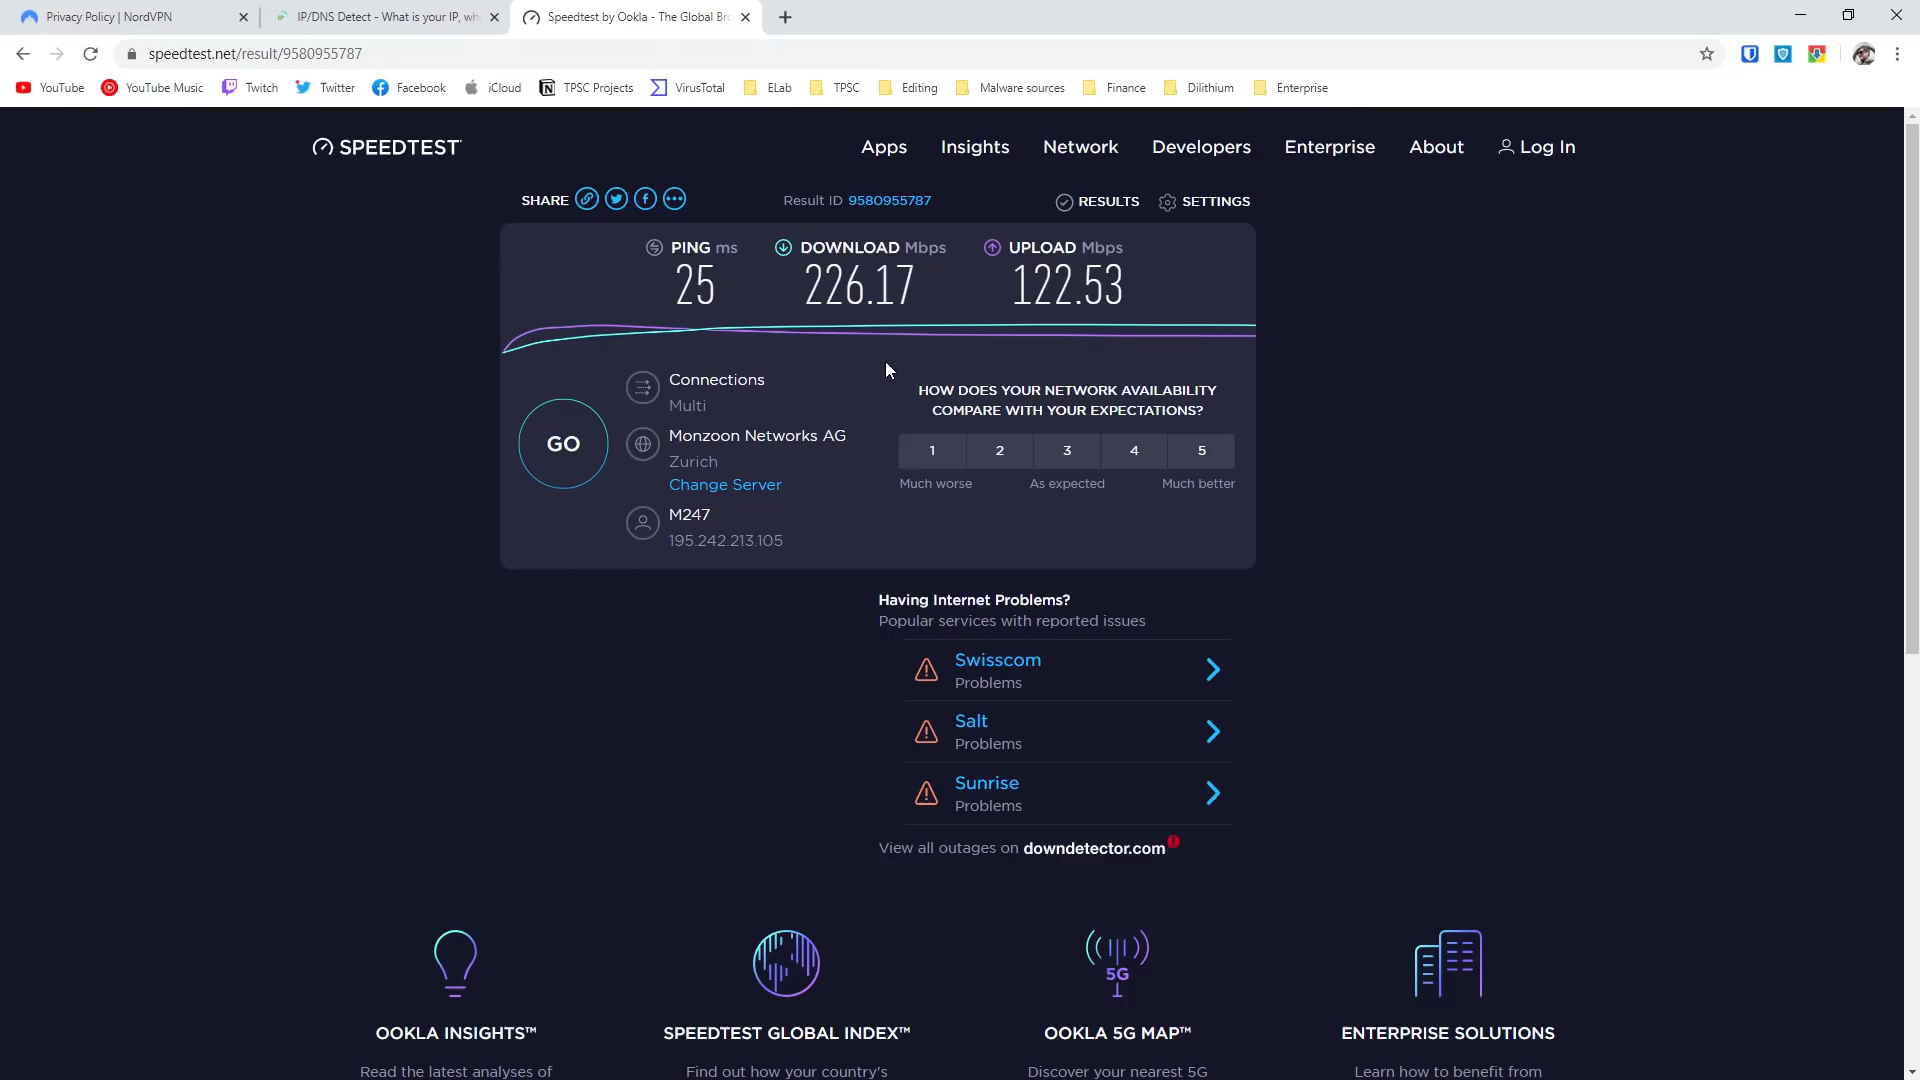 Privacy Policy | NordVPN
IP/DNS Detect - What is your IP, wh
Speedtest by Ookla - The Global Br
speedtest.net/result/9580955787
YouTube
YouTube Music
Twitch
Twitter
Facebook
iCloud
TPSC Projects
VirusTotal
ELab
TPSC
Editing
Malware sources
Finance
Dilithium
Enterprise
SPEEDTEST
Apps
Insights
Network
Developers
Enterprise
About
Log In
SHARE
Result ID 9580955787
RESULTS
SETTINGS
PING ms
25
DOWNLOAD Mbps
226.17
UPLOAD Mbps
122.53
GO
Connections
Multi
Monzoon Networks AG
Zurich
Change Server
M247
195.242.213.105
HOW DOES YOUR NETWORK AVAILABILITY
COMPARE WITH YOUR EXPECTATIONS?
1 2 3 4 5
Much worse
As expected
Much better
Having Internet Problems?
Popular services with reported issues
Swisscom
Problems
Salt
Problems
Sunrise
Problems
View all outages on downdetector.com
5G
OOKLA INSIGHTS™
Read the latest analyses of
SPEEDTEST GLOBAL INDEX™
Find out how your country's
OOKLA 5G MAP™
Discover your nearest 5G
ENTERPRISE SOLUTIONS
Learn how to benefit from